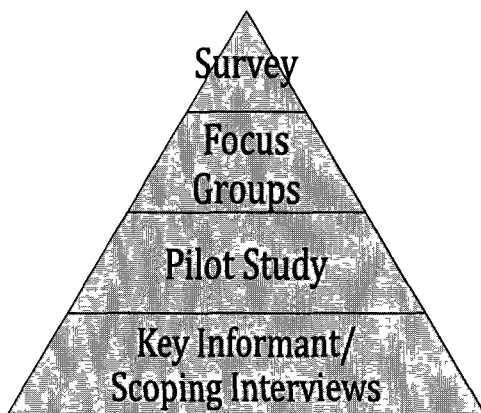 Survey
Focus
Groups
Pilot Study
Key Informant/
Scoping Interviews